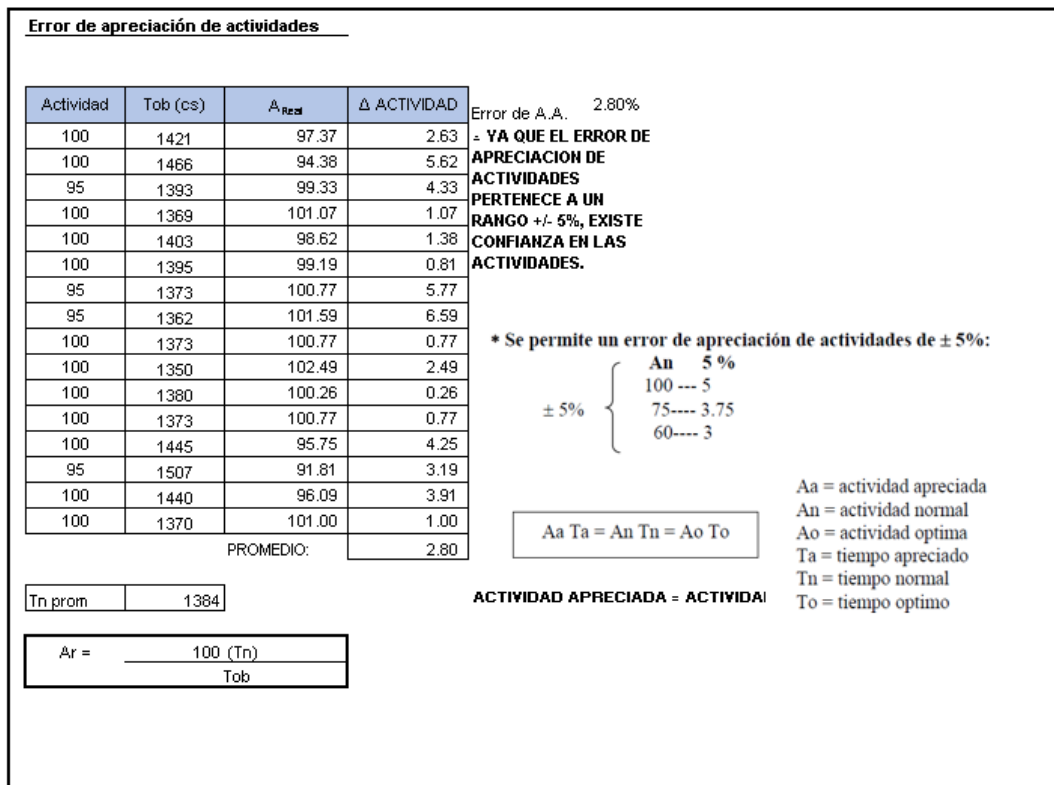 Error de apreciación de actividades
Actividad Tob (cs) A Real Δ ACTIVIDAD
100 1421 97.37 2.63
100 1466 94.38 5.62
95 1393 99.33 4.33
100 1369 101.07 1.07
100 1403 98.62 1.38
100 1395 99.19 0.81
95 1373 100.77 5.77
95 1362 101.59 6.59
100 1373 100.77 0.77
100 1350 102.49 2.49
100 1380 100.26 0.26
100 1373 100.77 0.77
100 1445 95.75 4.25
95 1507 91.81 3.19
100 1440 96.09 3.91
100 1370 101.00 1.00
PROMEDIO: 2.80
Tn prom 1384
Ar = 100 (Tn)
Tob
Error de A.A. 2.80%
- YA QUE EL ERROR DE
APRECIACION DE
ACTIVIDADES
PERTENECE A UN
RANGO +/- 5%, EXISTE
CONFIANZA EN LAS
ACTIVIDADES.
* Se permite un error de apreciación de actividades de ± 5%:
An 5 %
100 --- 5
± 5% 75---- 3.75
60---- 3
Aa Ta = An Tn = Ao To
Aa = actividad apreciada
An = actividad normal
Ao = actividad optima
Ta = tiempo apreciado
Tn = tiempo normal
To = tiempo optimo
ACTIVIDAD APRECIADA = ACTIVIDA